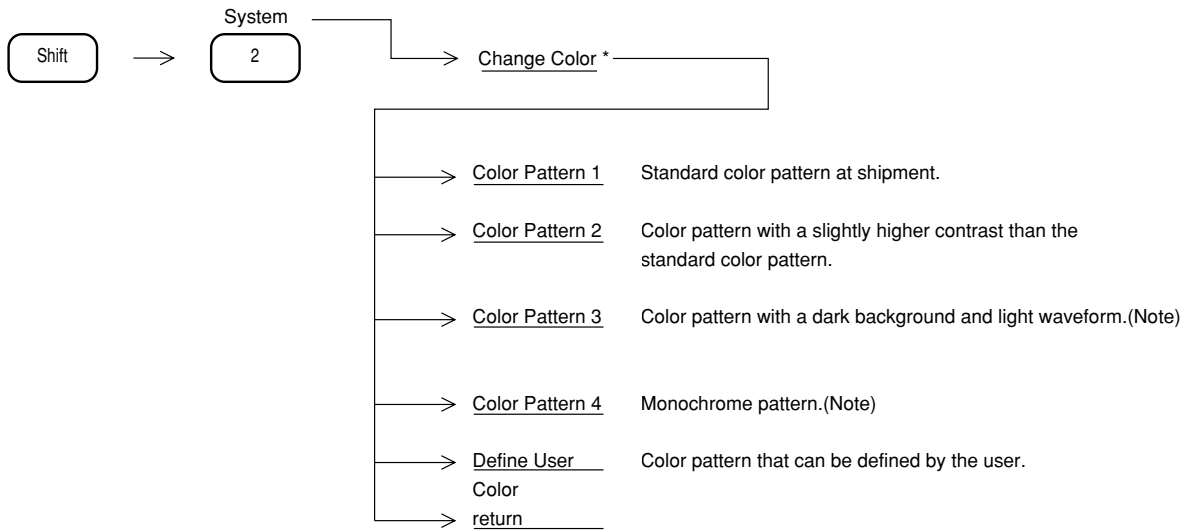 System
Shift
2
Change Color *
Color Pattern 1 Standard color pattern at shipment.
Color Pattern 2 Color pattern with a slightly higher contrast than the
standard color pattern.
Color Pattern 3 Color pattern with a dark background and light waveform.(Note)
Color Pattern 4 Monochrome pattern.(Note)
Define User Color pattern that can be defined by the user.
Color
return